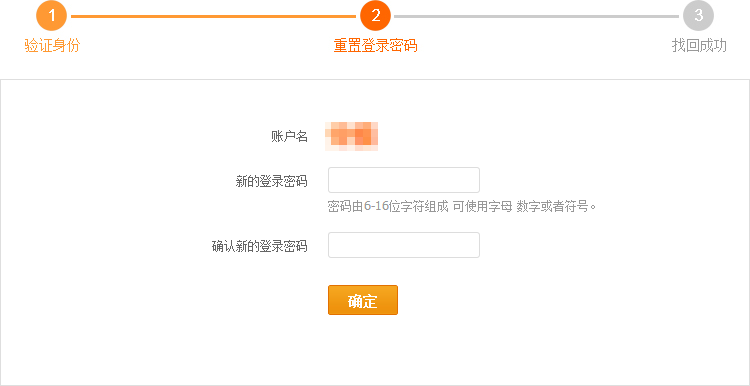 1 2 3
验证身份 重置登录密码 找回成功
账户名
新的登录密码
密码由6-16位字符组成 可使用字母 数字或者符号。
确认新的登录密码
确定